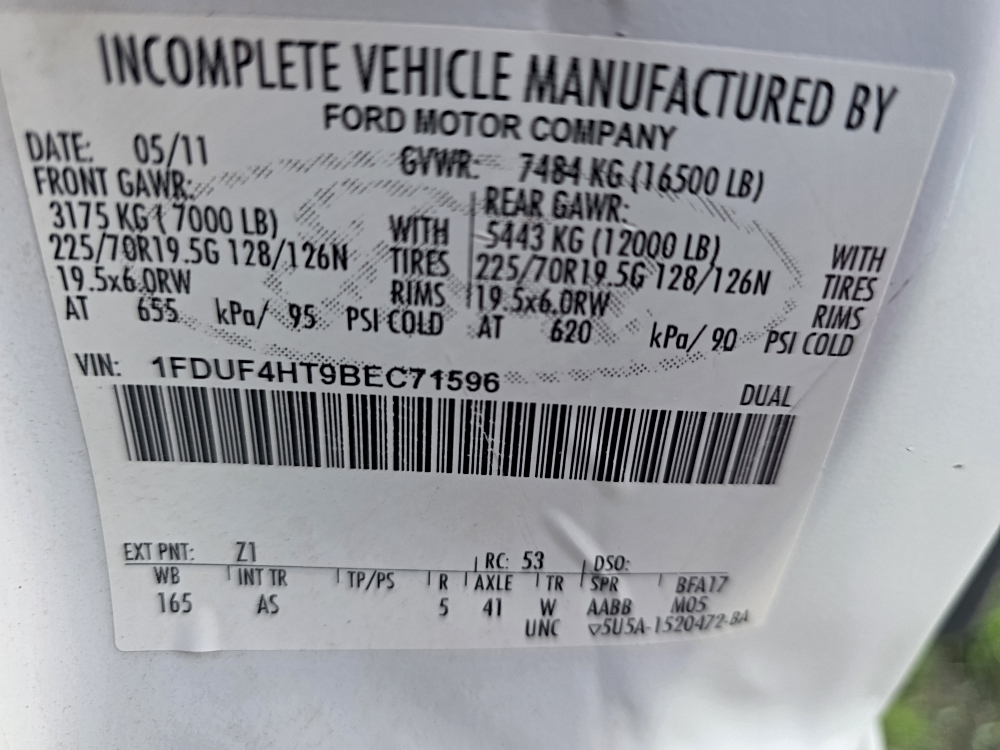 INCOMPLETE VEHICLE MANUFACTURED BY
FORD MOTOR COMPANY
DATE: 05/11 GVWR: 7484 KG (16500 LB)
FRONT GAWR: REAR GAWR:
3175 KG ( 7000 LB) WITH 5443 KG (12000 LB) WITH
225/70R19.5G 128/126N TIRES 225/70R19.5G 128/126N TIRES
19.5x6.0RW RIMS 19.5x6.0RW RIMS
AT 655 kPa/ 95 PSI COLD AT 620 kPa/ 90 PSI COLD
VIN: 1FDUF4HT9BEC71596 DUAL
EXT PNT: Z1 RC: 53 DSO:
WB INT TR TP/PS R AXLE TR SPR BFA17
165 AS 5 41 W AABB M05
UNC ▽5U5A-1520472-BA